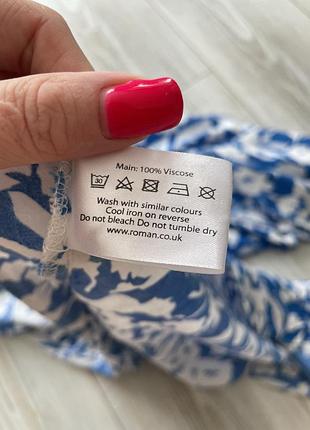 Main: 100% Viscose
30
Wash with similar colours
Cool iron on reverse
Do not bleach Do not tumble dry
www.roman.co.uk